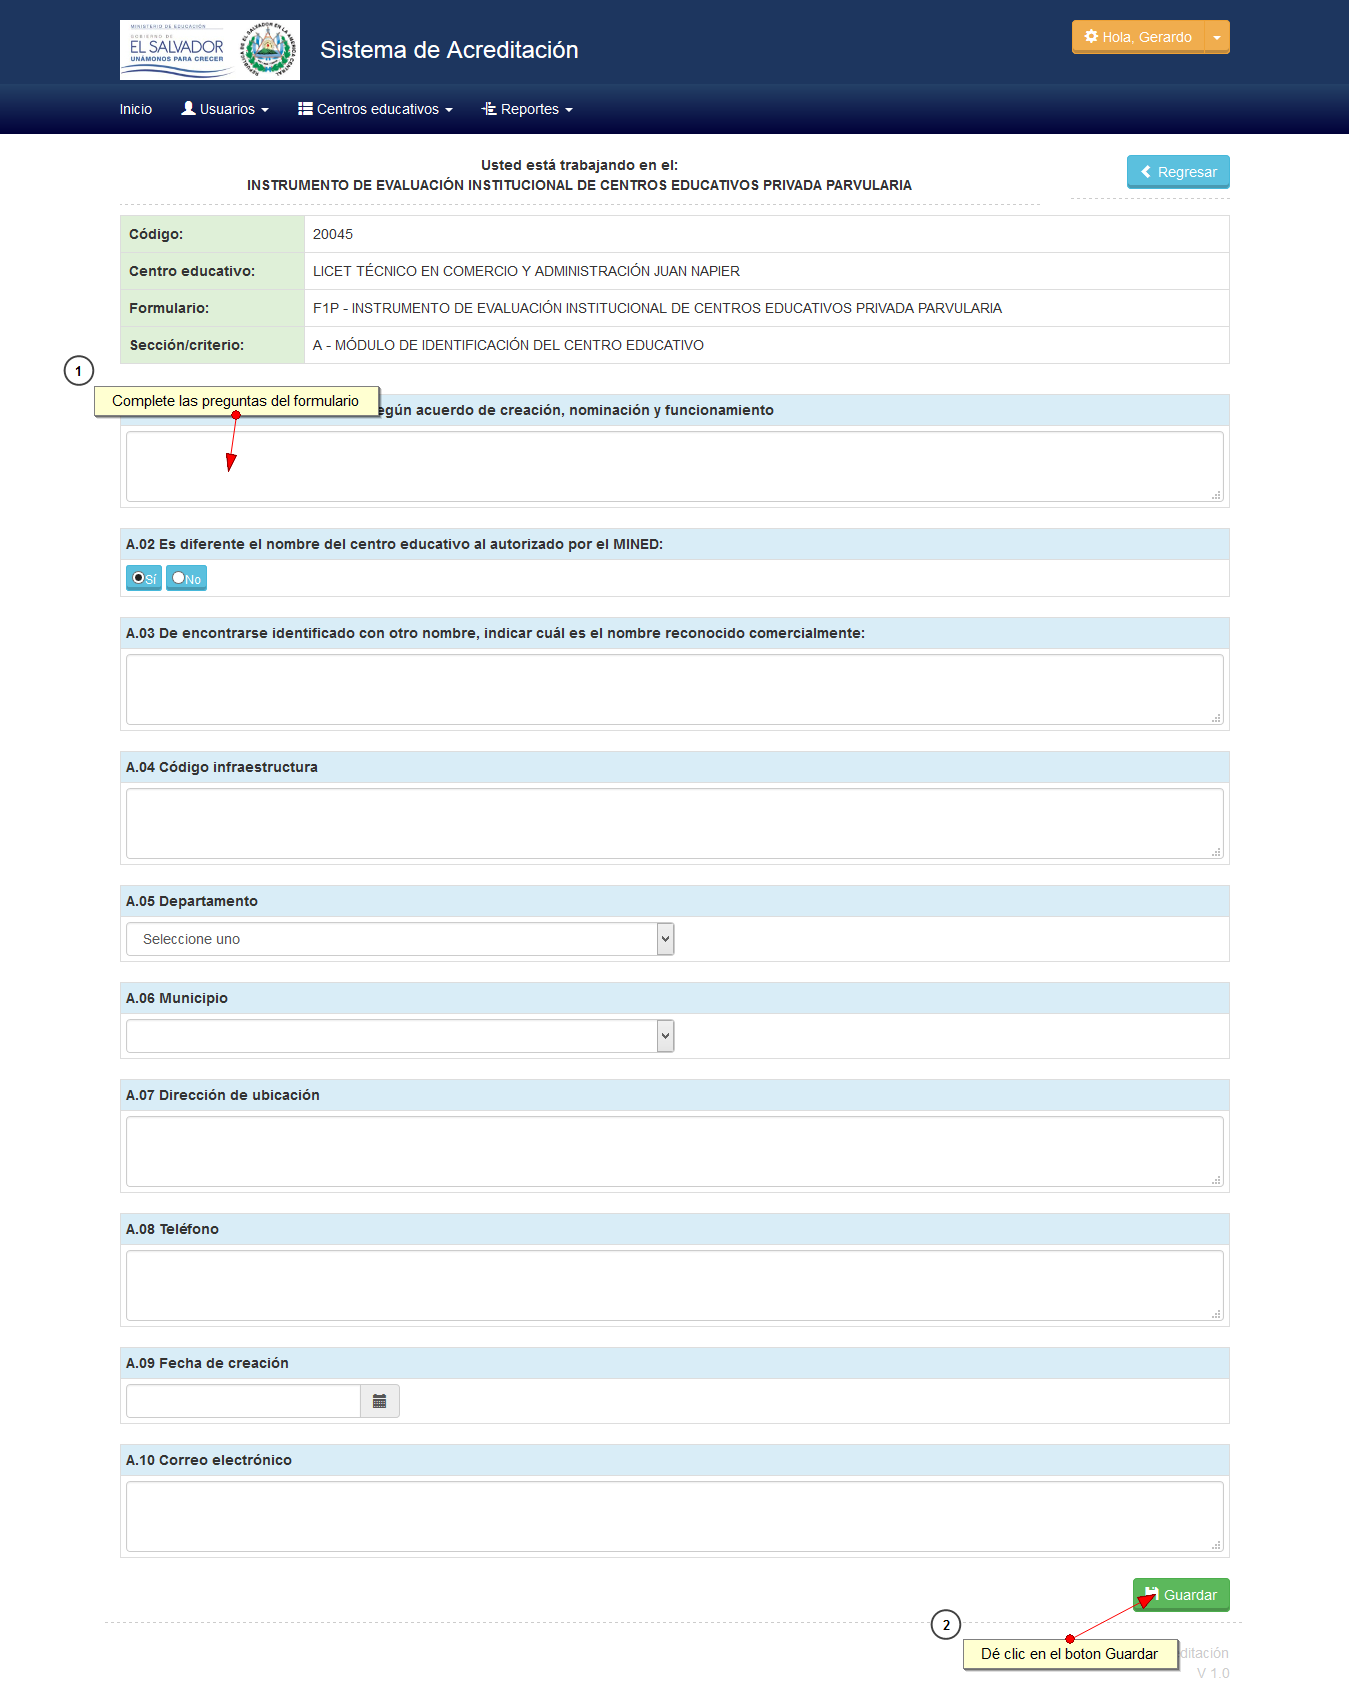 MINISTERIO DE EDUCACIÓN
GOBIERNO DE
EL SALVADOR
UNÁMONOS PARA CRECER
Sistema de Acreditación
Hola, Gerardo
Inicio
Usuarios
Centros educativos
Reportes
Usted está trabajando en el:
INSTRUMENTO DE EVALUACIÓN INSTITUCIONAL DE CENTROS EDUCATIVOS PRIVADA PARVULARIA
Regresar
Código: 20045
Centro educativo: LICET TÉCNICO EN COMERCIO Y ADMINISTRACIÓN JUAN NAPIER
Formulario: F1P - INSTRUMENTO DE EVALUACIÓN INSTITUCIONAL DE CENTROS EDUCATIVOS PRIVADA PARVULARIA
Sección/criterio: A - MÓDULO DE IDENTIFICACIÓN DEL CENTRO EDUCATIVO
1
Complete las preguntas del formulario
egún acuerdo de creación, nominación y funcionamiento
A.02 Es diferente el nombre del centro educativo al autorizado por el MINED:
Sí No
A.03 De encontrarse identificado con otro nombre, indicar cuál es el nombre reconocido comercialmente:
A.04 Código infraestructura
A.05 Departamento
Seleccione uno
A.06 Municipio
A.07 Dirección de ubicación
A.08 Teléfono
A.09 Fecha de creación
A.10 Correo electrónico
Guardar
2
Dé clic en el boton Guardar
ditación
V 1.0